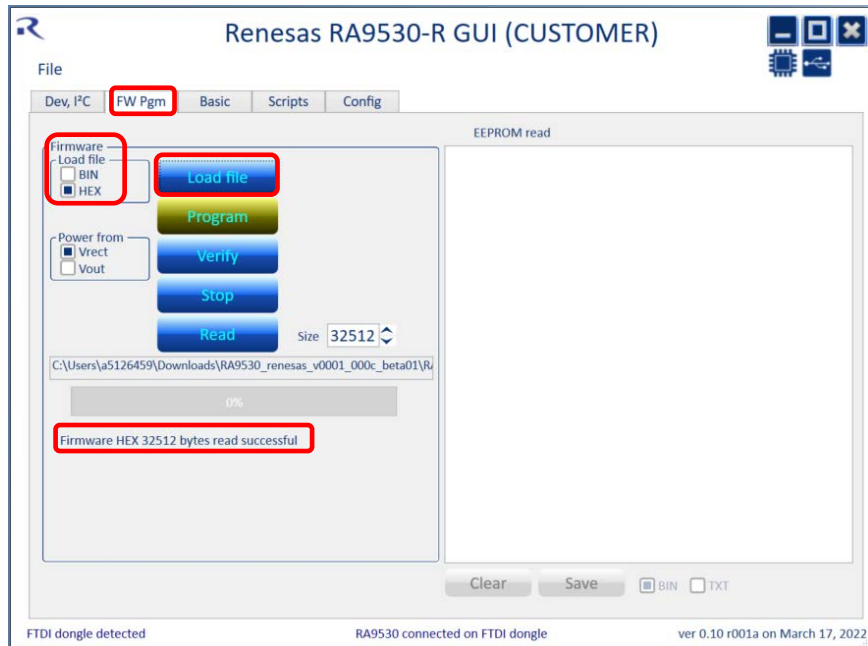 Renesas RA9530-R GUI (CUSTOMER)
File
Dev, I²C
FW Pgm
Basic
Scripts
Config
Firmware
Load file
BIN
HEX
Load file
Program
Power from
Vrect
Vout
Verify
Stop
Read
Size 32512
C:\Users\a5126459\Downloads\RA9530_renesas_v0001_000c_beta01\R
0%
Firmware HEX 32512 bytes read successful
EEPROM read
Clear
Save
BIN
TXT
FTDI dongle detected
RA9530 connected on FTDI dongle
ver 0.10 r001a on March 17, 2022